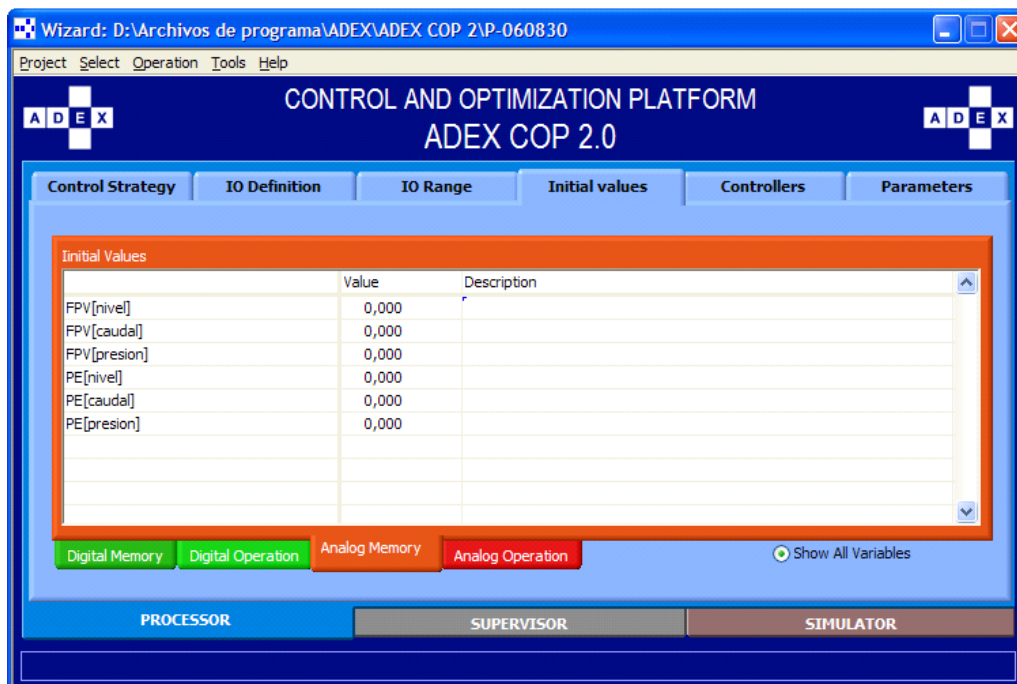 Wizard: D:\Archivos de programa\ADEX\ADEX COP 2\P-060830
Project Select Operation Tools Help
CONTROL AND OPTIMIZATION PLATFORM
ADEX ADEX COP 2.0 ADEX
Control Strategy IO Definition IO Range Initial values Controllers Parameters
Iinitial Values
Value Description
FPV[nivel] 0,000
FPV[caudal] 0,000
FPV[presion] 0,000
PE[nivel] 0,000
PE[caudal] 0,000
PE[presion] 0,000
Digital Memory Digital Operation Analog Memory Analog Operation Show All Variables
PROCESSOR SUPERVISOR SIMULATOR